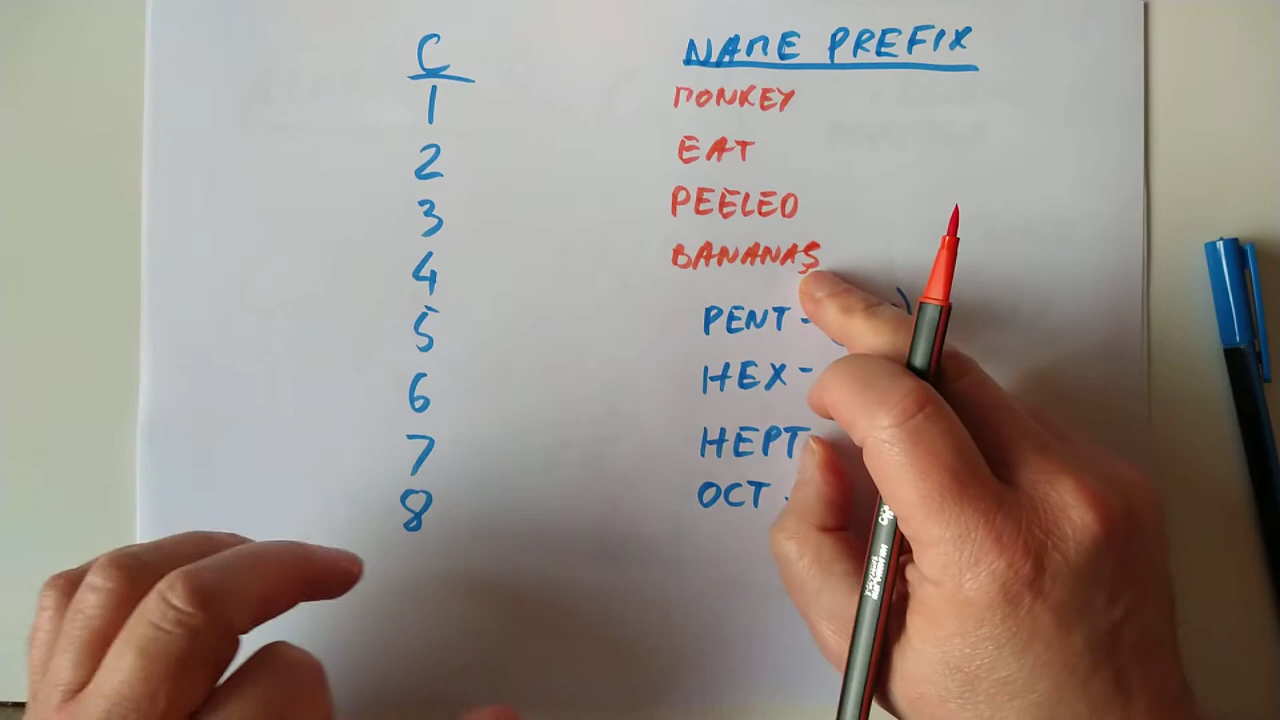 C NAME PREFIX
1 MONKEY
2 EAT
3 PEELED
4 BANANAS
5 PENT-
6 HEX-
7 HEPT
8 OCT -